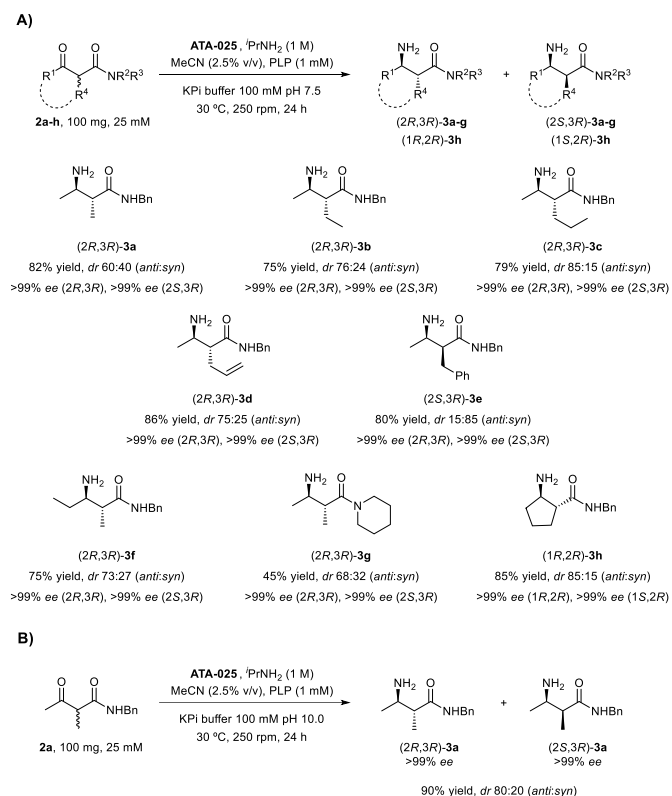 A)
O O
R¹ NR²R³
R⁴
2a-h, 100 mg, 25 mM
ATA-025 , ⁱPrNH₂ (1 M)
MeCN (2.5% v/v), PLP (1 mM)
KPi buffer 100 mM pH 7.5
30 ºC, 250 rpm, 24 h
NH₂ O
R¹ NR²R³
R⁴
(2R,3R)-3a-g
(1R,2R)-3h
+
NH₂ O
R¹ NR²R³
R⁴
(2S,3R)-3a-g
(1S,2R)-3h
NH₂ O
NHBn
(2R,3R)-3a
82% yield, dr 60:40 (anti:syn)
>99% ee (2R,3R), >99% ee (2S,3R)
NH₂ O
NHBn
(2R,3R)-3b
75% yield, dr 76:24 (anti:syn)
>99% ee (2R,3R), >99% ee (2S,3R)
NH₂ O
NHBn
(2R,3R)-3c
79% yield, dr 85:15 (anti:syn)
>99% ee (2R,3R), >99% ee (2S,3R)
NH₂ O
NHBn
(2R,3R)-3d
86% yield, dr 75:25 (anti:syn)
>99% ee (2R,3R), >99% ee (2S,3R)
NH₂ O
NHBn
Ph
(2S,3R)-3e
80% yield, dr 15:85 (anti:syn)
>99% ee (2R,3R), >99% ee (2S,3R)
NH₂ O
NHBn
(2R,3R)-3f
75% yield, dr 73:27 (anti:syn)
>99% ee (2R,3R), >99% ee (2S,3R)
NH₂ O
N
(2R,3R)-3g
45% yield, dr 68:32 (anti:syn)
>99% ee (2R,3R), >99% ee (2S,3R)
NH₂ O
NHBn
(1R,2R)-3h
85% yield, dr 85:15 (anti:syn)
>99% ee (1R,2R), >99% ee (1S,2R)
B)
O O
NHBn
2a, 100 mg, 25 mM
ATA-025 , ⁱPrNH₂ (1 M)
MeCN (2.5% v/v), PLP (1 mM)
KPi buffer 100 mM pH 10.0
30 ºC, 250 rpm, 24 h
NH₂ O
NHBn
(2R,3R)-3a
>99% ee
+
NH₂ O
NHBn
(2S,3R)-3a
>99% ee
90% yield, dr 80:20 (anti:syn)